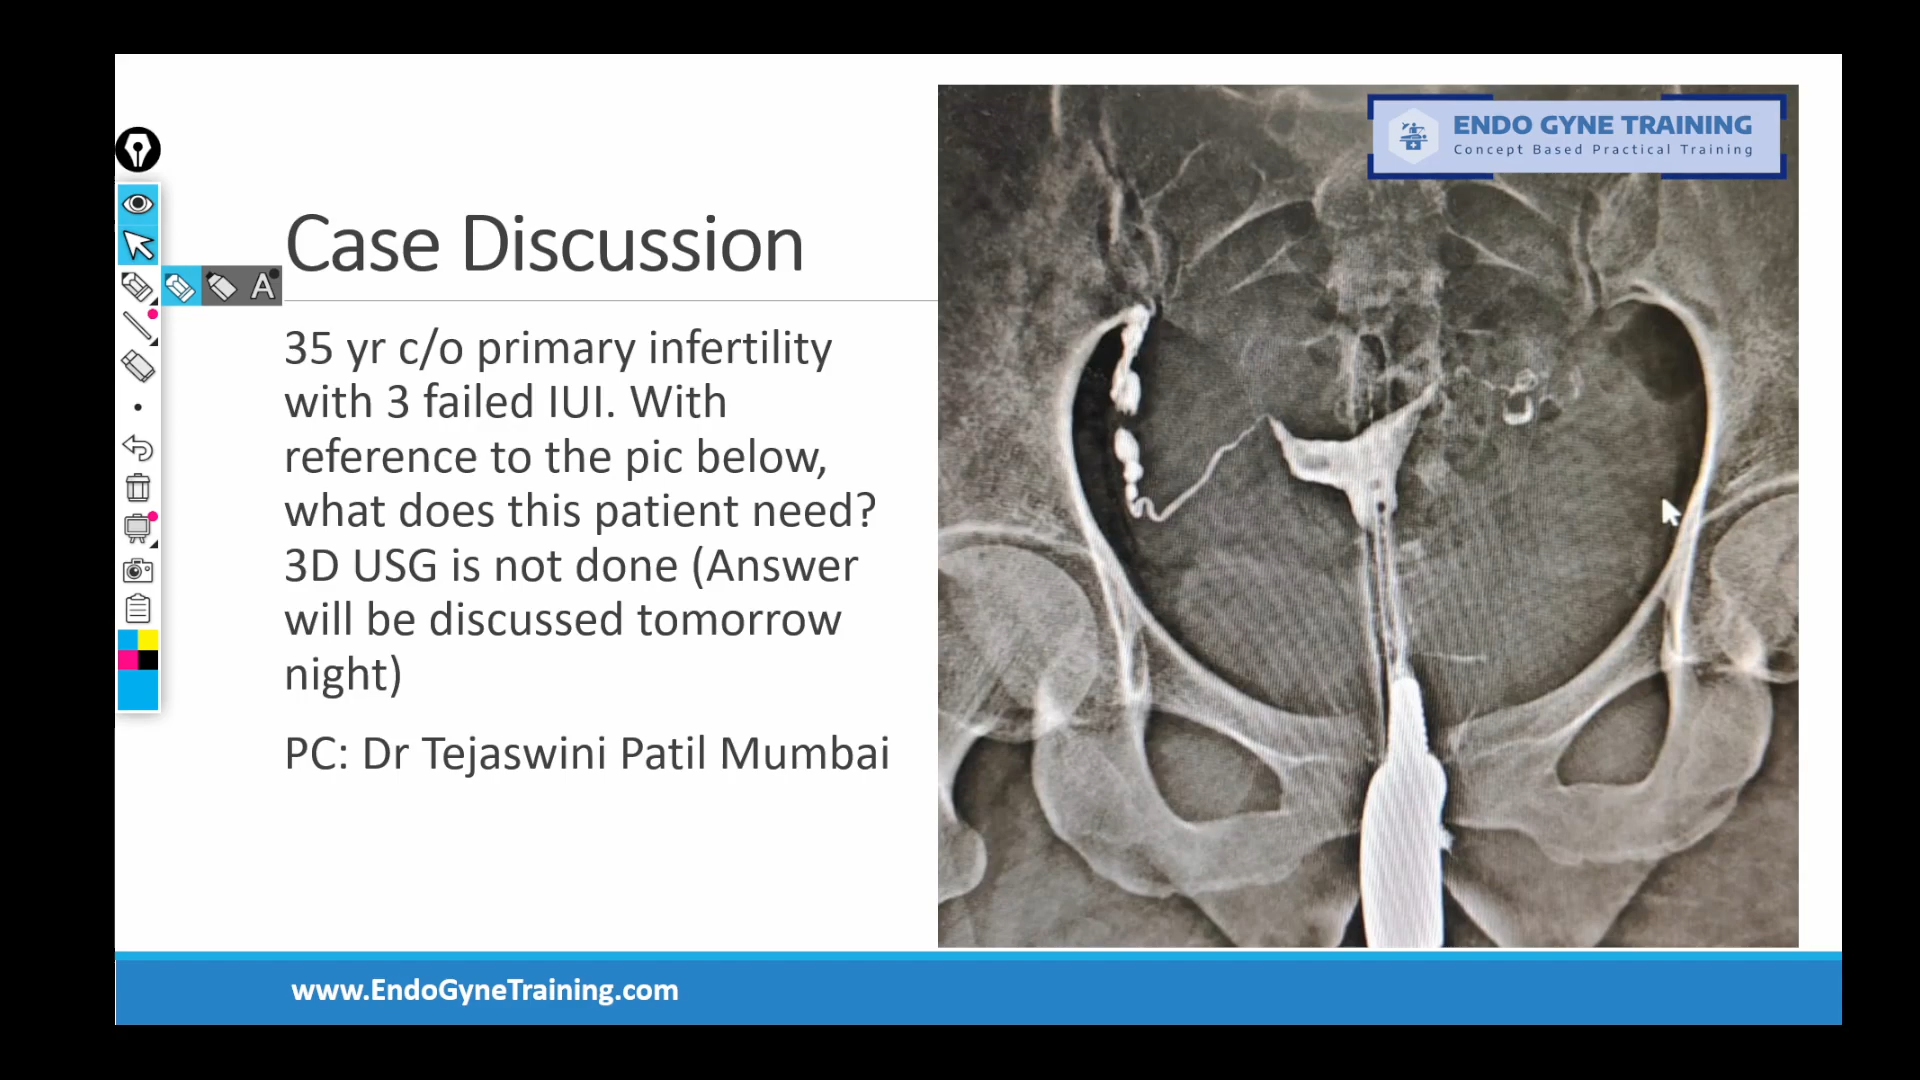 ENDO GYNE TRAINING
Concept Based Practical Training
Case Discussion
A
35 yr c/o primary infertility
with 3 failed IUI. With
reference to the pic below,
what does this patient need?
3D USG is not done (Answer
will be discussed tomorrow
night)
PC: Dr Tejaswini Patil Mumbai
www.EndoGyneTraining.com